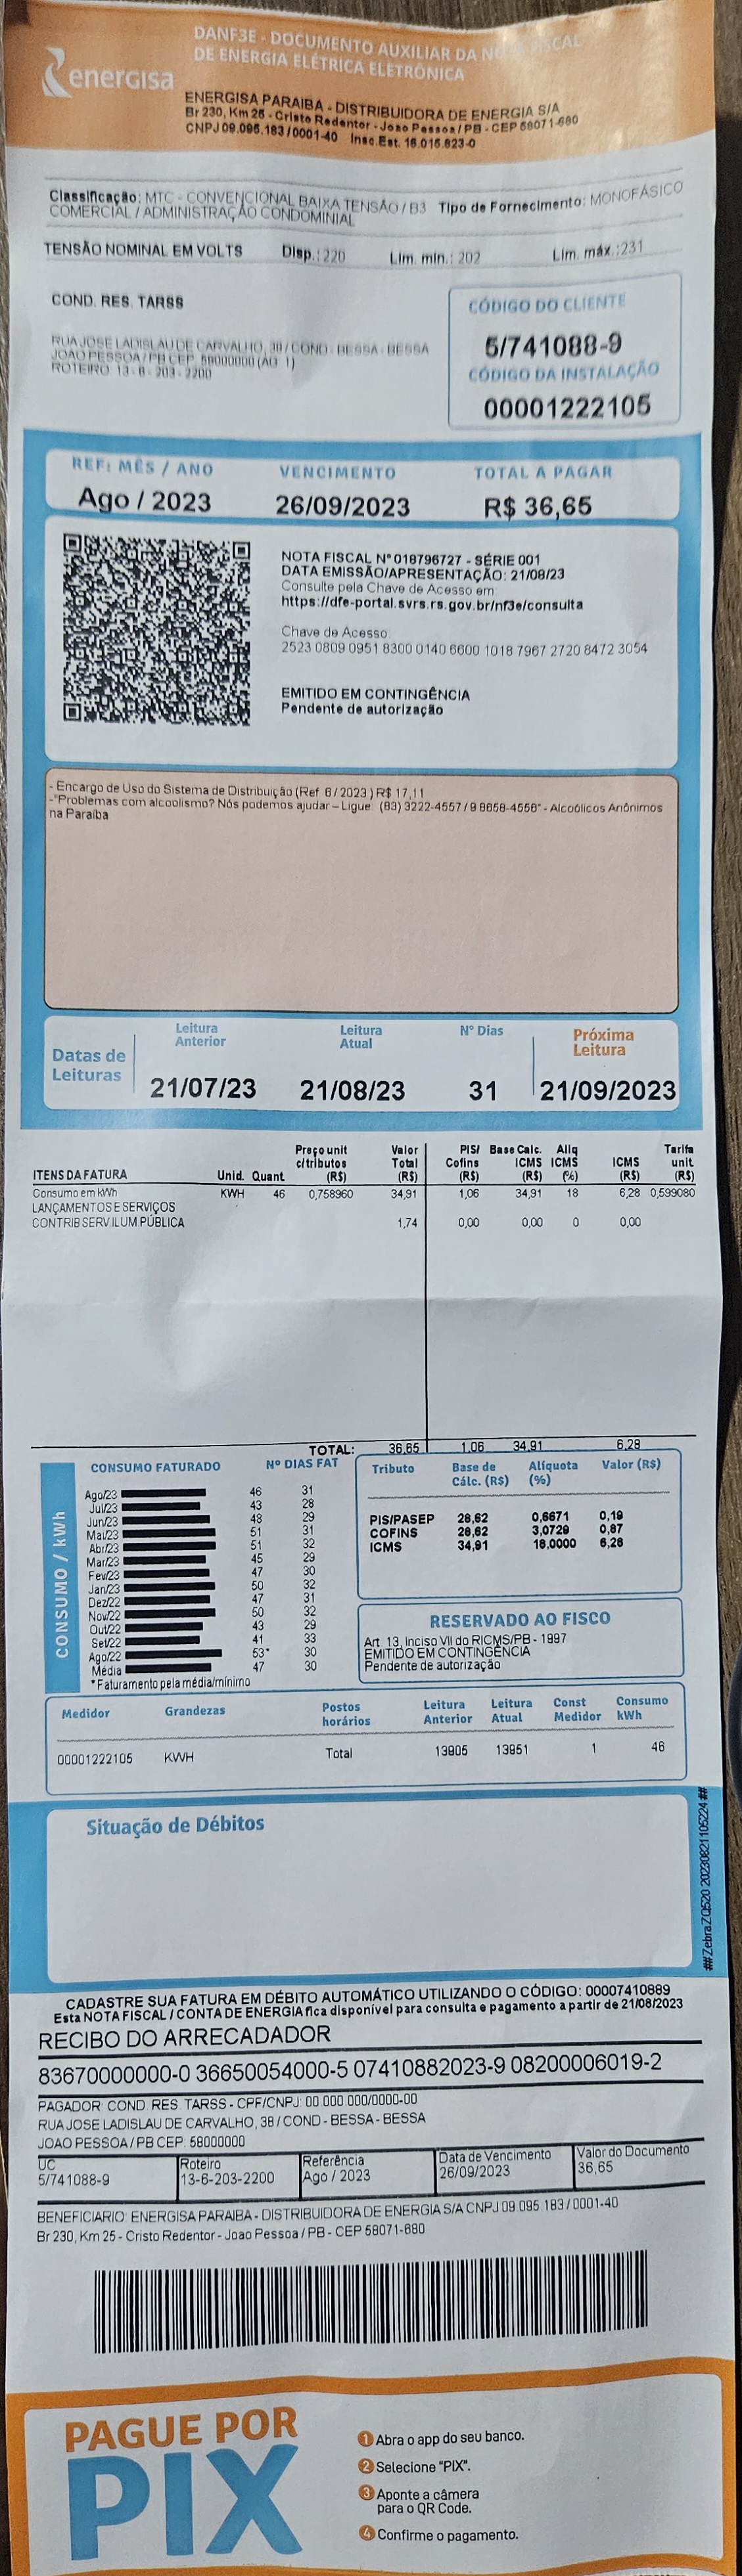 DANF3E - DOCUMENTO AUXILIAR DA NOTA FISCAL
DE ENERGIA ELÉTRICA ELETRÔNICA
energisa
ENERGISA PARAIBA - DISTRIBUIDORA DE ENERGIA S/A
Br 230, Km 25 - Cristo Redentor - Joao Pessoa / PB - CEP 58071-680
CNPJ 09.095.183/0001-40 Insc.Est. 16.015.823-0
Classificação: MTC - CONVENCIONAL BAIXA TENSÃO / B3 Tipo de Fornecimento: MONOFÁSICO
COMERCIAL / ADMINISTRAÇÃO CONDOMINIAL
TENSÃO NOMINAL EM VOLTS Disp.: 220 Lim. min.: 202 Lim. máx.:231
COND. RES. TARSS
CÓDIGO DO CLIENTE
5/741088-9
RUA JOSE LADISLAU DE CARVALHO, 38 / COND - BESSA - BESSA
JOAO PESSOA / PB CEP: 58000000 (AG: 1)
ROTEIRO: 13 - 6 - 203 - 2200
CÓDIGO DA INSTALAÇÃO
00001222105
REF: MÊS / ANO VENCIMENTO TOTAL A PAGAR
Ago / 2023 26/09/2023 R$ 36,65
NOTA FISCAL Nº 018796727 - SÉRIE 001
DATA EMISSÃO/APRESENTAÇÃO: 21/08/23
Consulte pela Chave de Acesso em:
https://dfe-portal.svrs.rs.gov.br/nf3e/consulta
Chave de Acesso:
2523 0809 0951 8300 0140 6600 1018 7967 2720 8472 3054
EMITIDO EM CONTINGÊNCIA
Pendente de autorização
- Encargo de Uso do Sistema de Distribuição (Ref 6 / 2023 ) R$ 17,11
-"Problemas com alcoolismo? Nós podemos ajudar – Ligue: (83) 3222-4557 / 9 8858-4556" - Alcoólicos Anônimos
na Paraíba
Datas de Leituras
Leitura Anterior Leitura Atual Nº Dias Próxima Leitura
21/07/23 21/08/23 31 21/09/2023
ITENS DA FATURA Unid. Quant. Preço unit c/tributos (R$) Valor Total (R$) PIS/ Cofins (R$) Base Calc. ICMS (R$) Aliq ICMS (%) ICMS (R$) Tarifa unit (R$)
Consumo em kWh KWH 46 0,758960 34,91 1,06 34,91 18 6,28 0,599080
LANÇAMENTOS E SERVIÇOS
CONTRIB SERV.ILUM PÚBLICA 1,74 0,00 0,00 0 0,00
TOTAL: 36,65 1,06 34,91 6,28
CONSUMO / kWh
CONSUMO FATURADO Nº DIAS FAT
Ago/23 46 31
Jul/23 43 28
Jun/23 48 29
Mai/23 51 31
Abr/23 51 32
Mar/23 45 29
Fev/23 47 30
Jan/23 50 32
Dez/22 47 31
Nov/22 50 32
Out/22 43 29
Set/22 41 33
Ago/22 53* 30
Média 47 30
*Faturamento pela média/mínimo
Tributo Base de Cálc. (R$) Alíquota (%) Valor (R$)
PIS/PASEP 28,62 0,6671 0,19
COFINS 28,62 3,0729 0,87
ICMS 34,91 18,0000 6,28
RESERVADO AO FISCO
Art. 13, Inciso VII do RICMS/PB - 1997
EMITIDO EM CONTINGÊNCIA
Pendente de autorização
Medidor Grandezas Postos horários Leitura Anterior Leitura Atual Const Medidor Consumo kWh
00001222105 KWH Total 13905 13951 1 46
Situação de Débitos
##ZebraZQ520 20230821105224 ##
CADASTRE SUA FATURA EM DÉBITO AUTOMÁTICO UTILIZANDO O CÓDIGO: 00007410889
Esta NOTA FISCAL / CONTA DE ENERGIA fica disponível para consulta e pagamento a partir de 21/08/2023
RECIBO DO ARRECADADOR
83670000000-0 36650054000-5 07410882023-9 08200006019-2
PAGADOR: COND. RES. TARSS - CPF/CNPJ: 00.000.000/0000-00
RUA JOSE LADISLAU DE CARVALHO, 38 / COND - BESSA - BESSA
JOAO PESSOA / PB CEP: 58000000
UC Roteiro Referência Data de Vencimento Valor do Documento
5/741088-9 13-6-203-2200 Ago / 2023 26/09/2023 36,65
BENEFICIARIO: ENERGISA PARAIBA - DISTRIBUIDORA DE ENERGIA S/A CNPJ 09.095.183 / 0001-40
Br 230, Km 25 - Cristo Redentor - Joao Pessoa / PB - CEP 58071-680
PAGUE POR
PIX
1 Abra o app do seu banco.
2 Selecione "PIX".
3 Aponte a câmera
para o QR Code.
4 Confirme o pagamento.